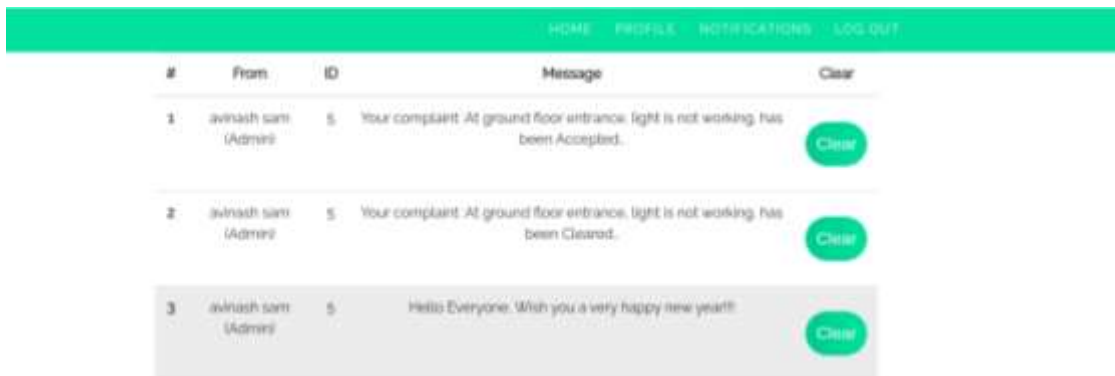 HOME PROFILE NOTIFICATIONS LOG OUT
# From ID Message Clear
1 avinash sam 5 Your complaint: At ground floor entrance, light is not working, has
(Admin) been Accepted.. Clear
2 avinash sam 5 Your complaint: At ground floor entrance, light is not working, has
(Admin) been Cleared.. Clear
3 avinash sam 5 Hello Everyone, Wish you a very happy new year!!!
(Admin) Clear